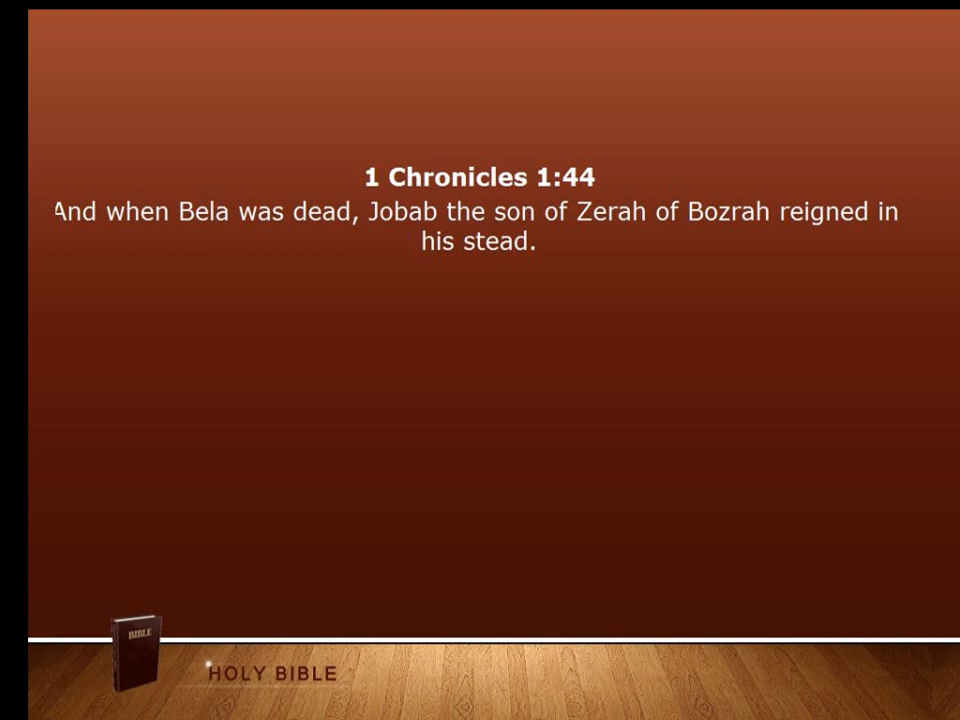 1 Chronicles 1:44
And when Bela was dead, Jobab the son of Zerah of Bozrah reigned in
his stead.
BIBLE
HOLY BIBLE